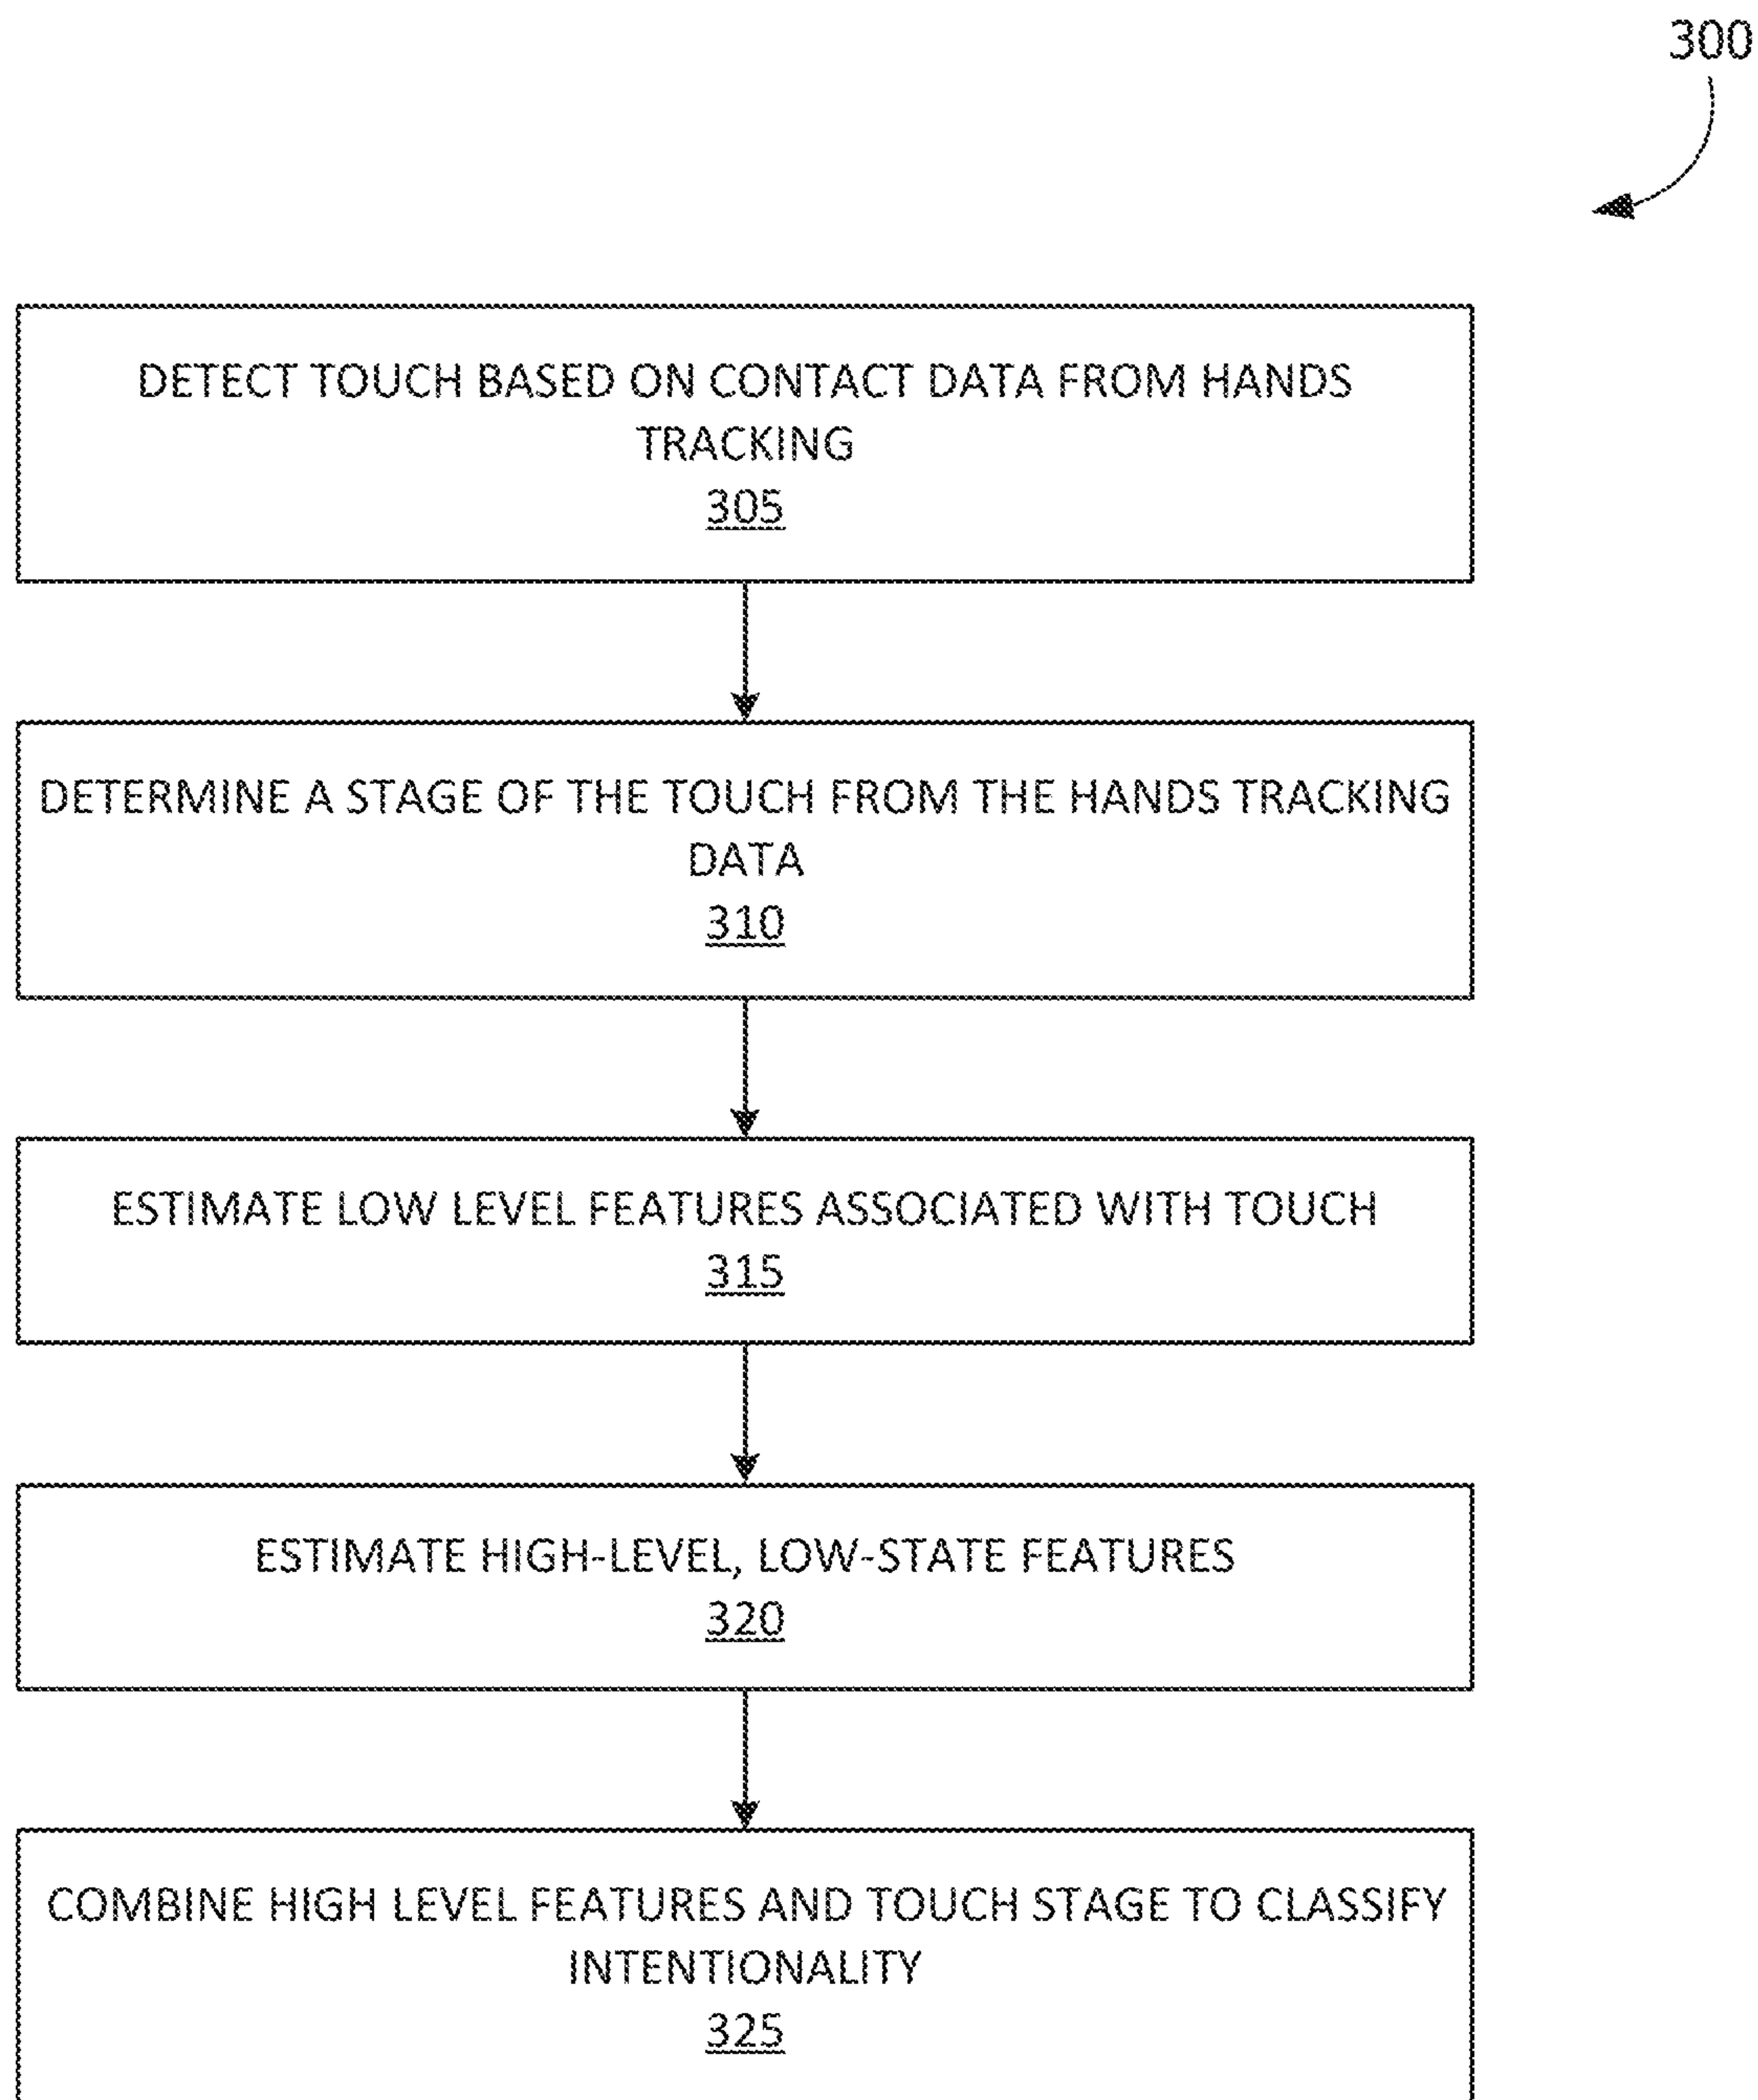 300
DETECT TOUCH BASED ON CONTACT DATA FROM HANDS
TRACKING
305
DETERMINE A STAGE OF THE TOUCH FROM THE HANDS TRACKING
DATA
310
ESTIMATE LOW LEVEL FEATURES ASSOCIATED WITH TOUCH
315
ESTIMATE HIGH-LEVEL, LOW-STATE FEATURES
320
COMBINE HIGH LEVEL FEATURES AND TOUCH STAGE TO CLASSIFY
INTENTIONALITY
325